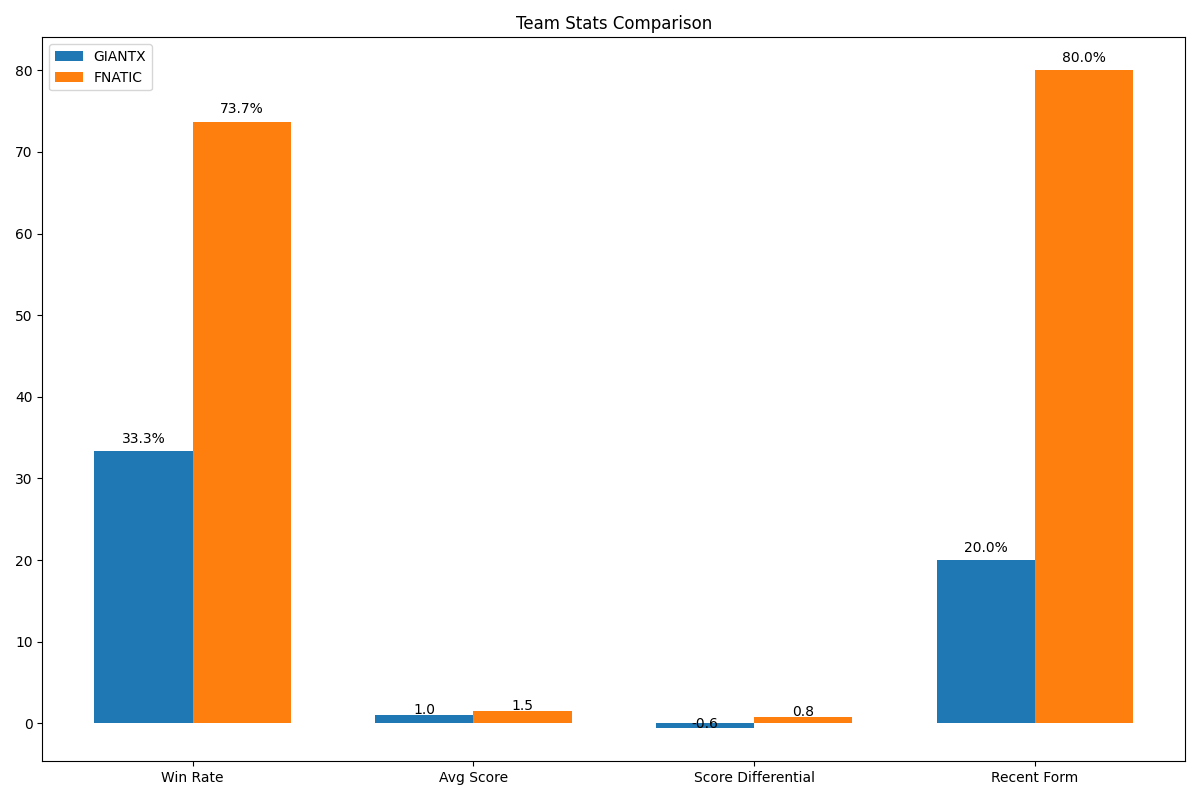 Team Stats Comparison
GIANTX
FNATIC
80
70
60
50
40
30
20
10
0
33.3%
73.7%
1.0
1.5
-0.6
0.8
20.0%
80.0%
Win Rate
Avg Score
Score Differential
Recent Form